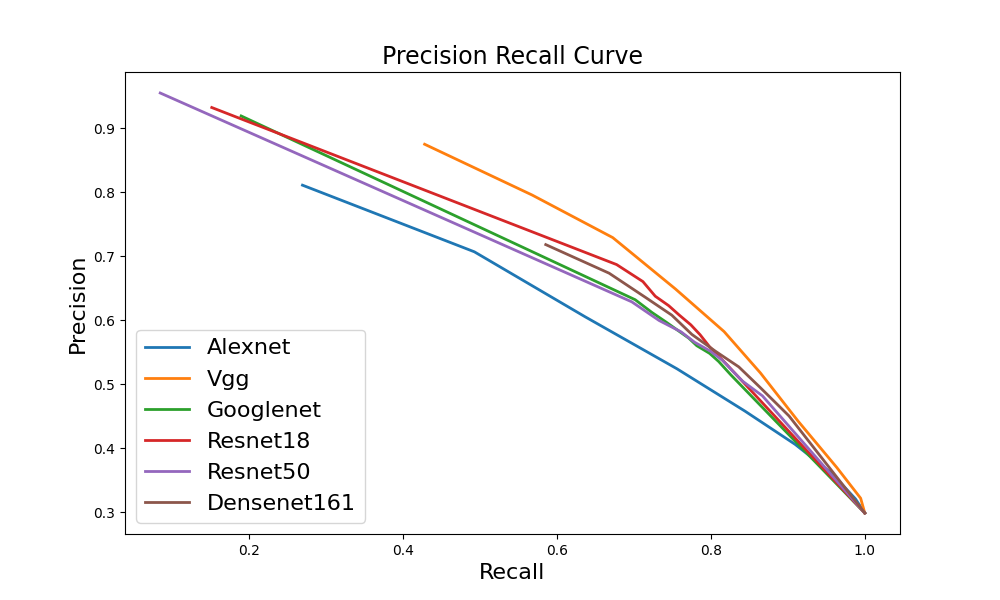 Precision Recall Curve
Precision
0.9
0.8
0.7
0.6
0.5
0.4
0.3
Alexnet
Vgg
Googlenet
Resnet18
Resnet50
Densenet161
0.2 0.4 0.6 0.8 1.0
Recall